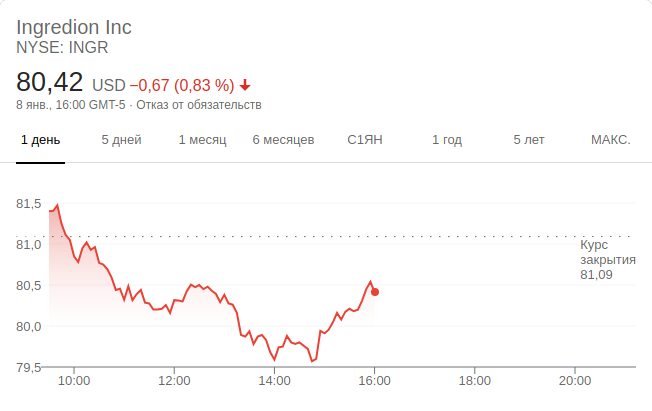 Ingredion Inc
NYSE: INGR
80,42 USD −0,67 (0,83 %)
8 янв., 16:00 GMT-5 · Отказ от обязательств
1 день 5 дней 1 месяц 6 месяцев С1ЯН 1 год 5 лет МАКС.
81,5
81,0
80,5
80,0
79,5
Курс
закрытия
81,09
10:00 12:00 14:00 16:00 18:00 20:00